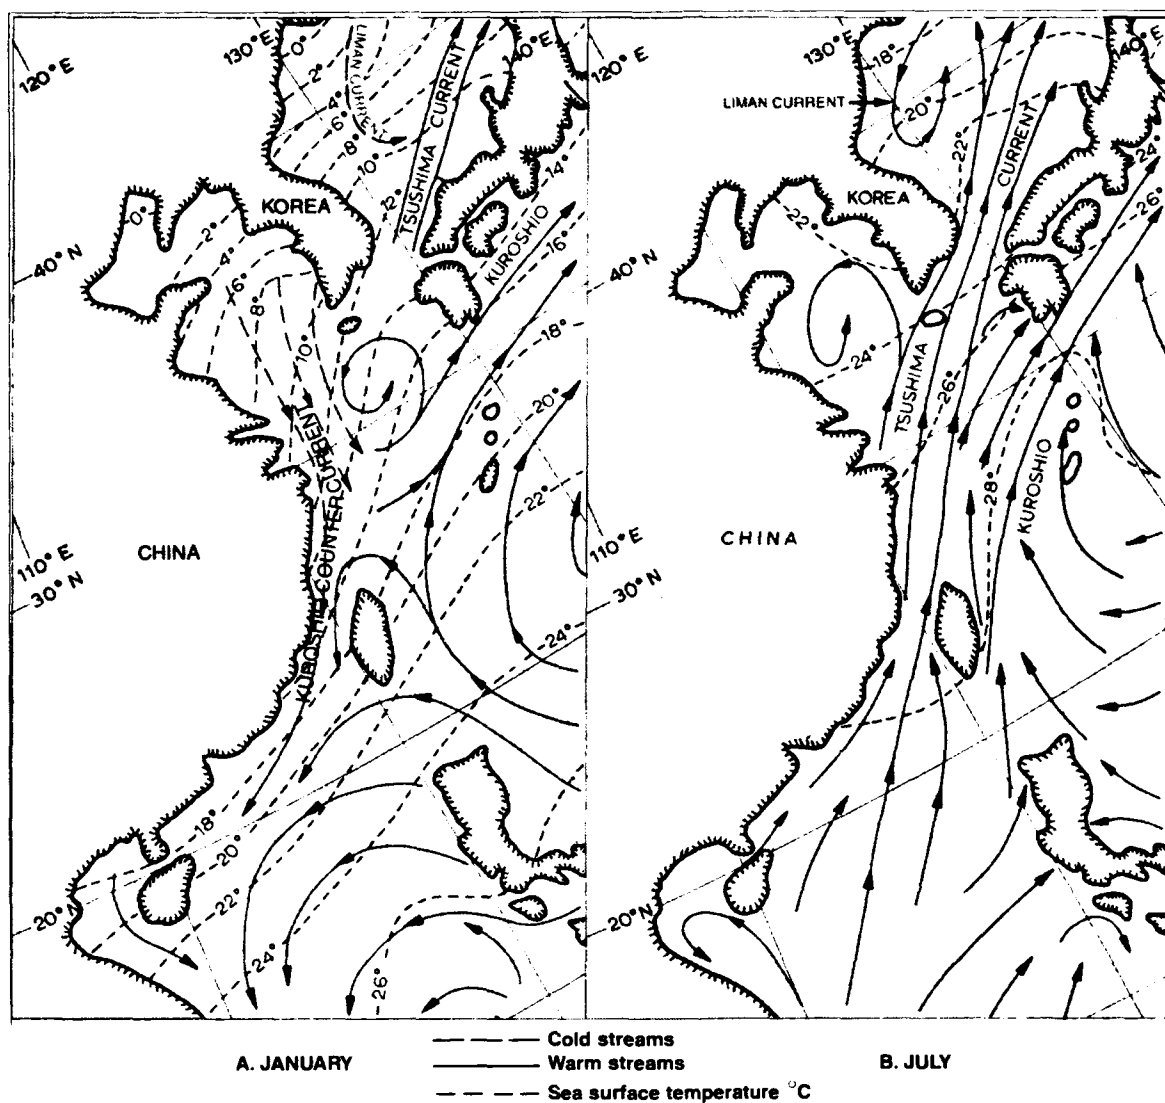 120° E
130° E
0°
2°
4°
6°
8°
10°
12°
LIMAN CURRENT
TSUSHIMA CURRENT
140° E
14°
KOREA
KUROSHIO
16°
0°
2°
4°
6°
8°
10°
40° N
18°
20°
22°
KUROSHIO COUNTERCURRENT
CHINA
110° E
30° N
24°
18°
20°
22°
24°
26°
20° N
120° E
130° E
18°
140° E
LIMAN CURRENT
20°
22°
24°
26°
KOREA
22°
TSUSHIMA CURRENT
40° N
24°
26°
28°
KUROSHIO
CHINA
110° E
30° N
20° N
A. JANUARY
Cold streams
Warm streams
Sea surface temperature °C
B. JULY